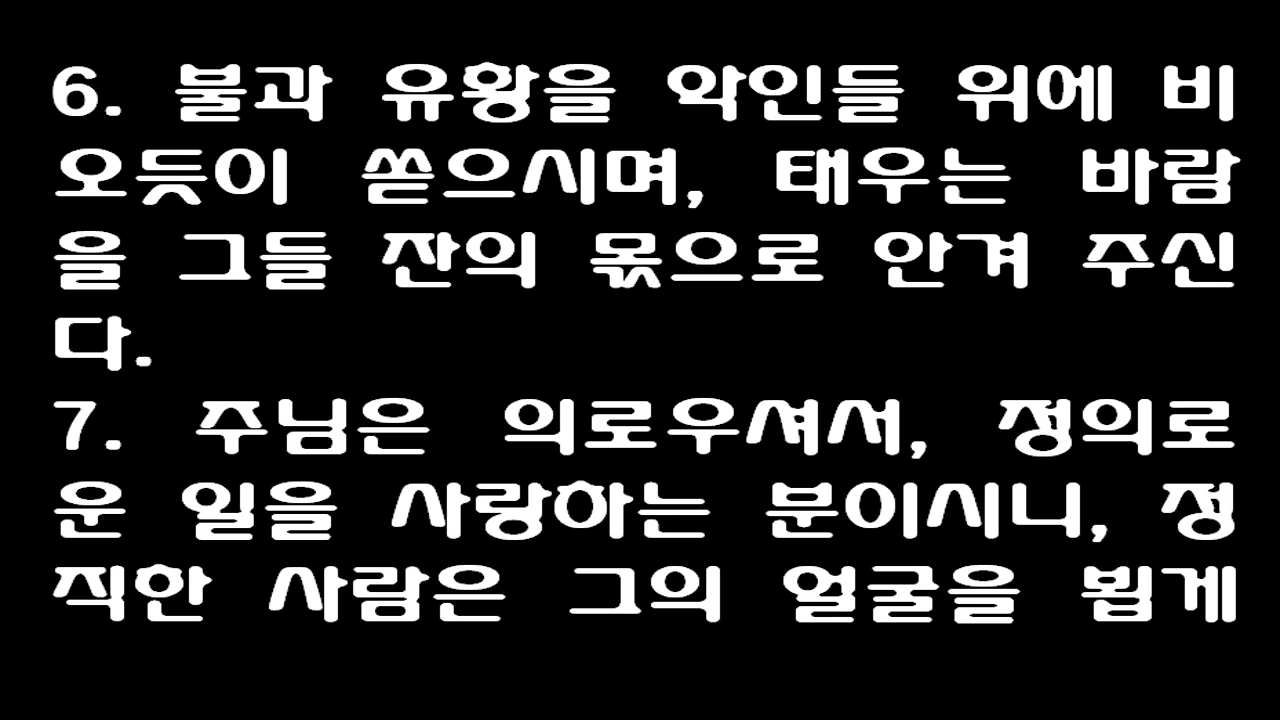 6. 불과 유황을 악인들 위에 비
오듯이 쏟으시며, 태우는 바람
을 그들 잔의 몫으로 안겨 주신
다.
7. 주님은 의로우셔서, 정의로
운 일을 사랑하는 분이시니, 정
직한 사람은 그의 얼굴을 뵙게